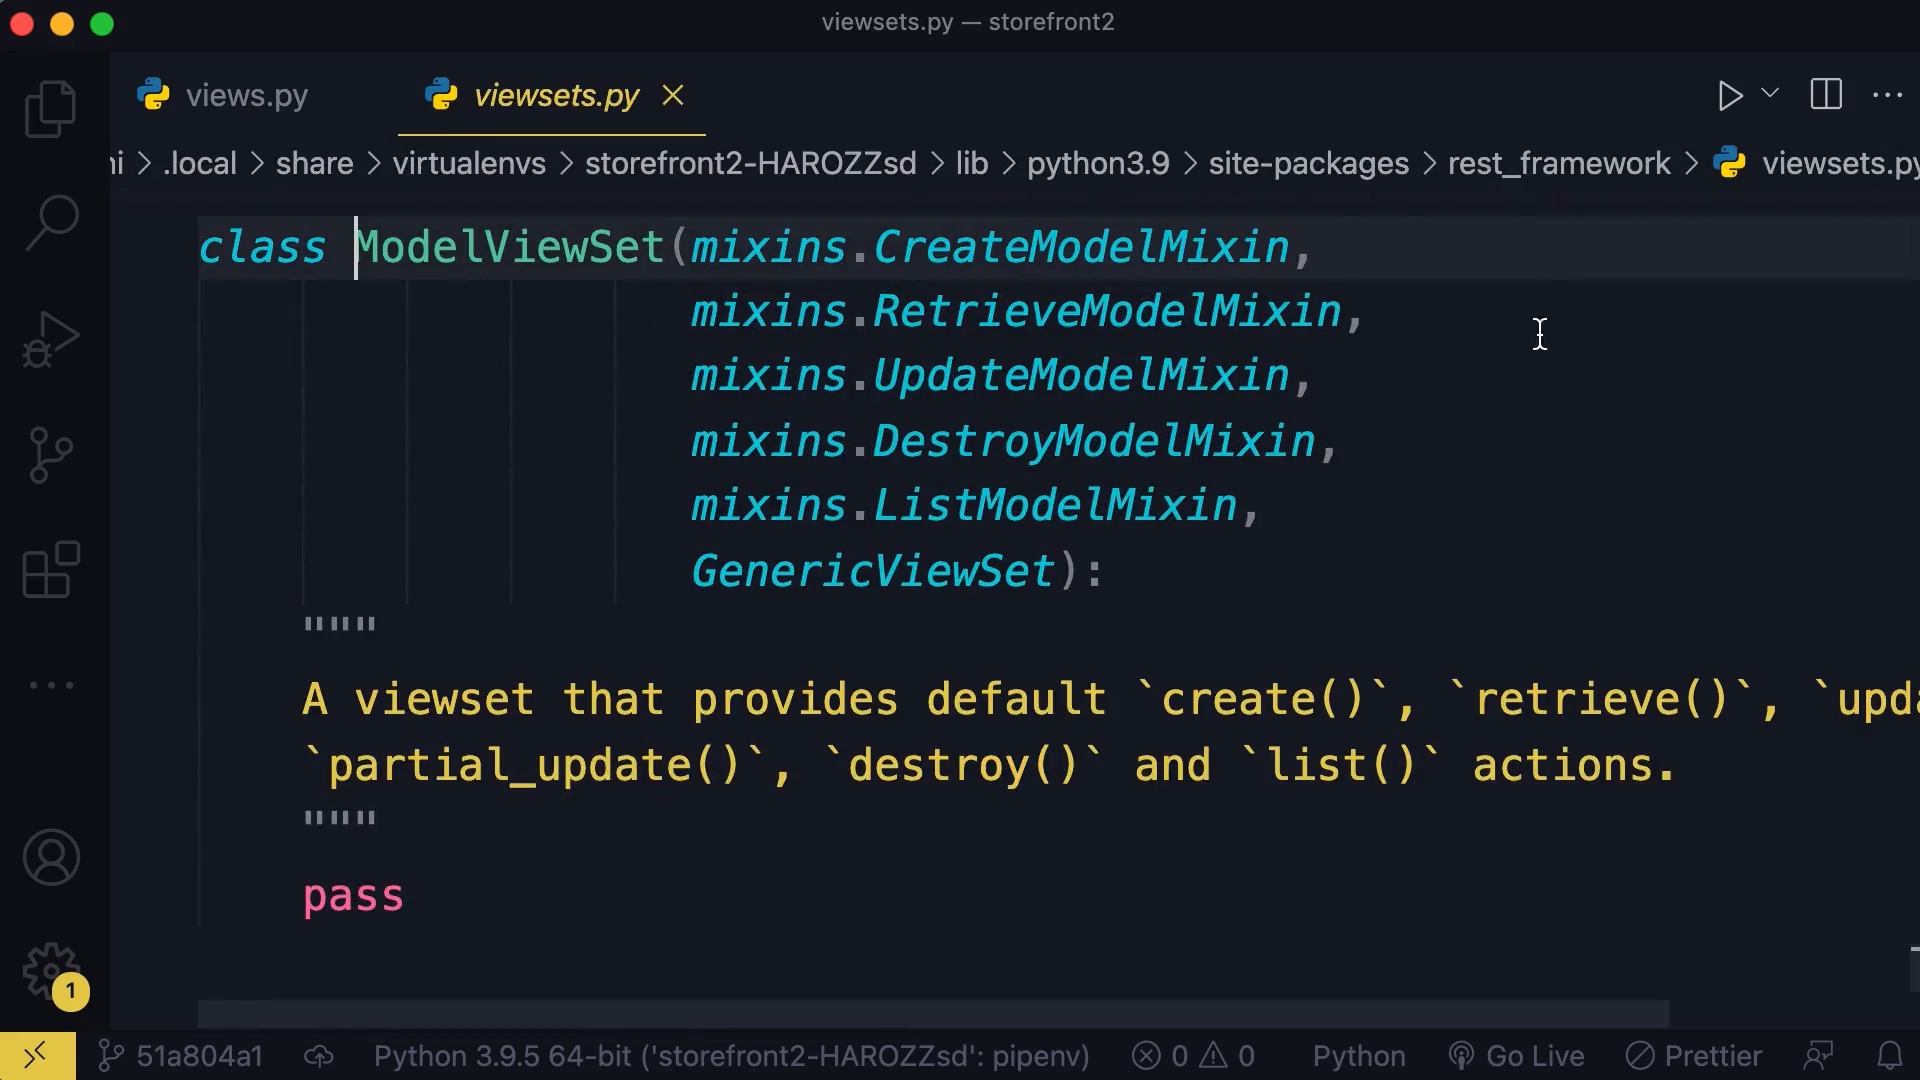 viewsets.py — storefront2
views.py
viewsets.py
.local > share > virtualenvs > storefront2-HAROZZsd > lib > python3.9 > site-packages > rest_framework > viewsets.py
class ModelViewSet(mixins.CreateModelMixin,
mixins.RetrieveModelMixin,
mixins.UpdateModelMixin,
mixins.DestroyModelMixin,
mixins.ListModelMixin,
GenericViewSet):
"""
A viewset that provides default `create()`, `retrieve()`, `upda
`partial_update()`, `destroy()` and `list()` actions.
"""
pass
1
51a804a1 Python 3.9.5 64-bit ('storefront2-HAROZZsd': pipenv) 0 0 Python Go Live Prettier